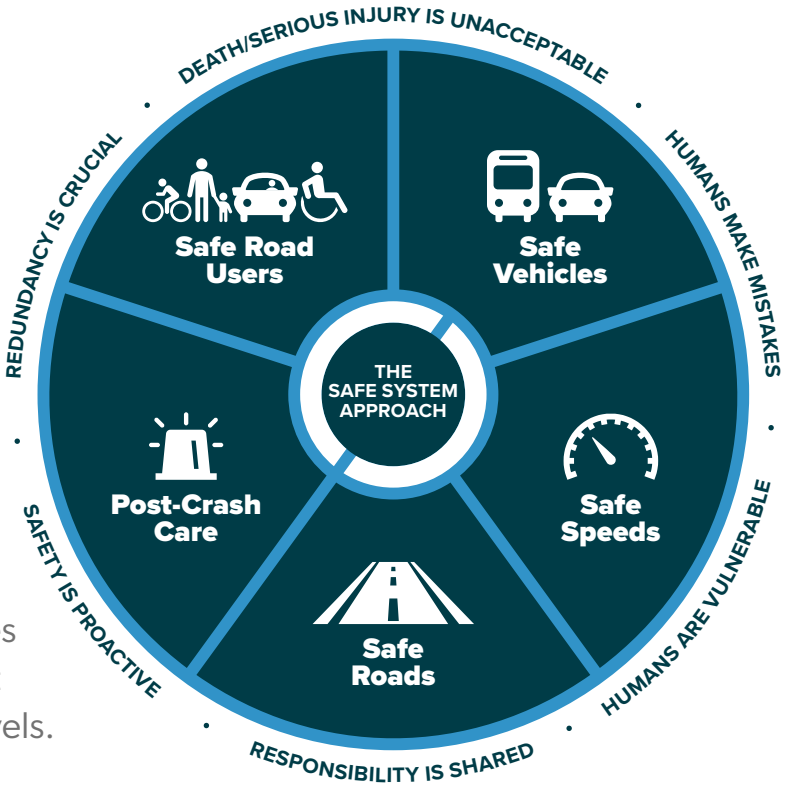 DEATH/SERIOUS INJURY IS UNACCEPTABLE
HUMANS MAKE MISTAKES
HUMANS ARE VULNERABLE
RESPONSIBILITY IS SHARED
SAFETY IS PROACTIVE
REDUNDANCY IS CRUCIAL
Safe Road
Users
Safe
Vehicles
THE
SAFE SYSTEM
APPROACH
Post-Crash
Care
Safe
Speeds
Safe
Roads